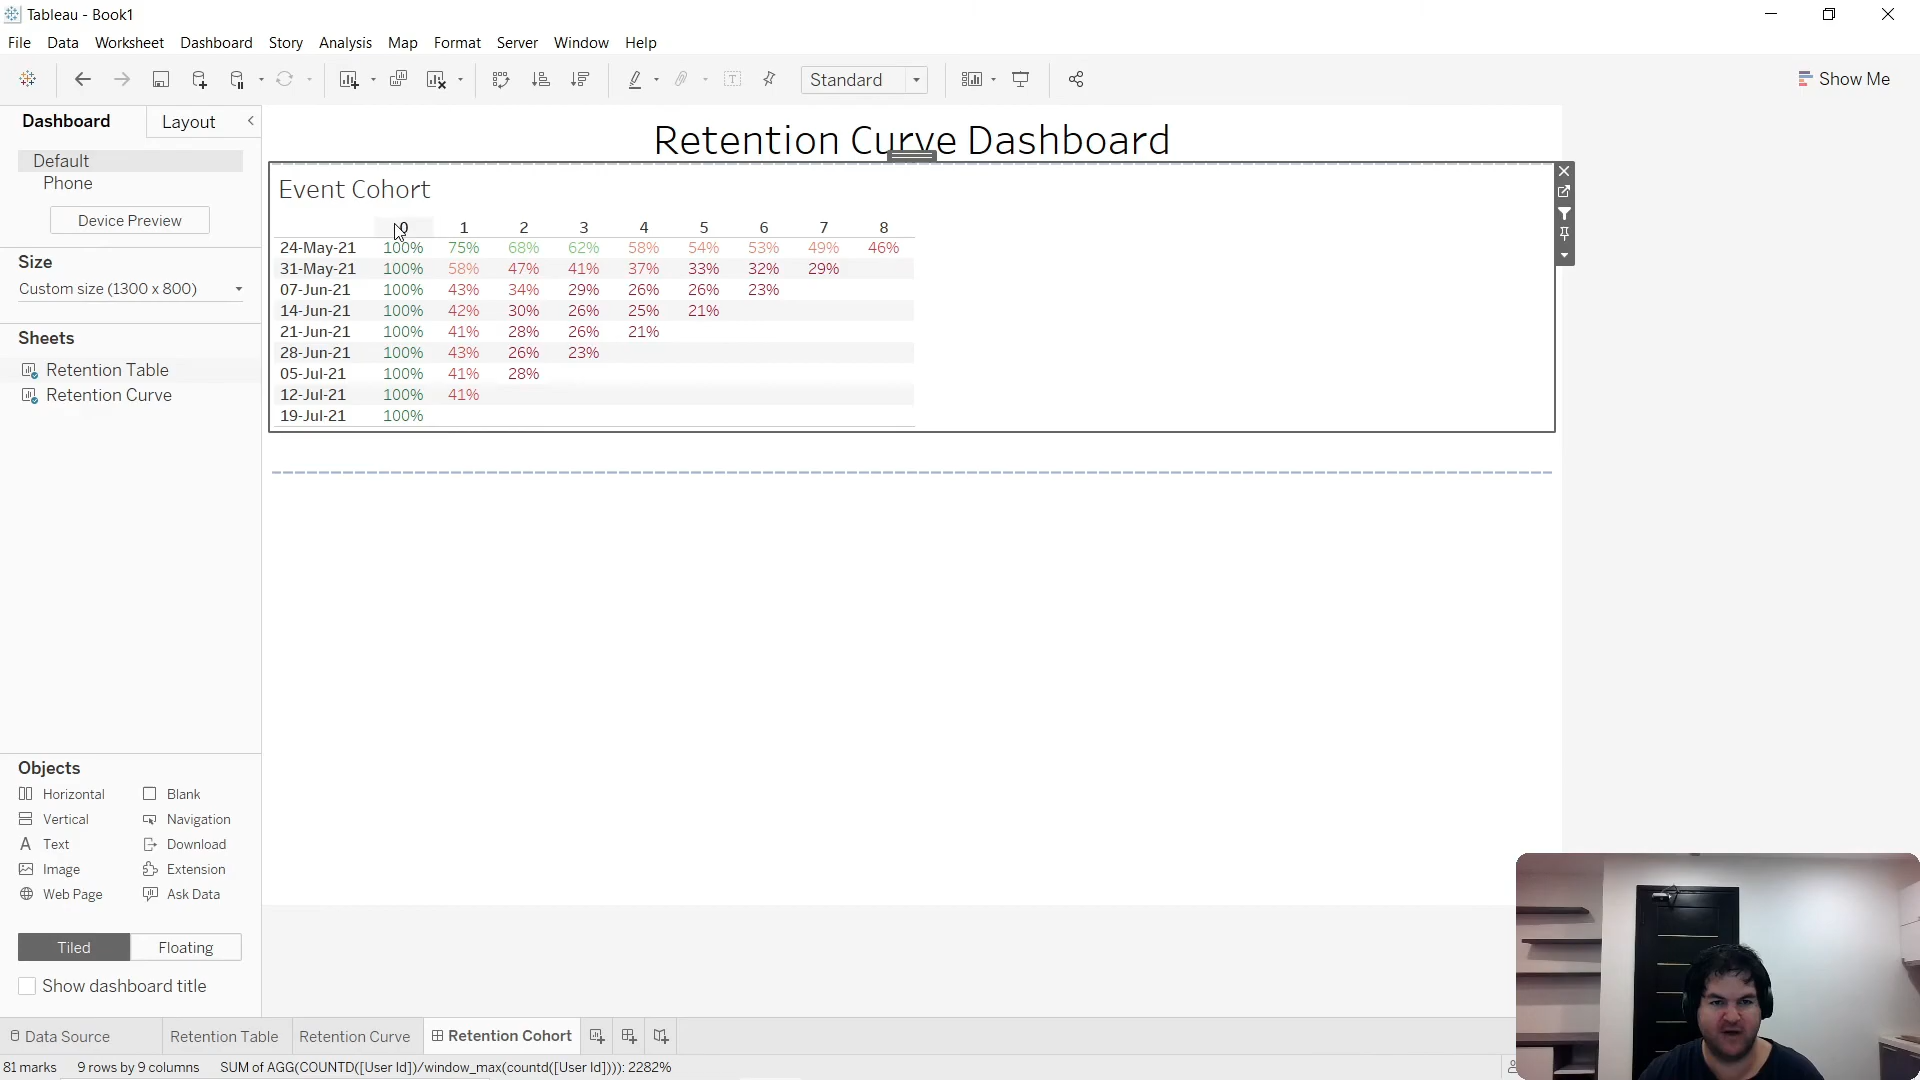 Tableau - Book1
File Data Worksheet Dashboard Story Analysis Map Format Server Window Help
Standard
Show Me
Dashboard
Layout
Default
Phone
Device Preview
Size
Custom size (1300 x 800)
Sheets
Retention Table
Retention Curve
Retention Curve Dashboard
Event Cohort
0 1 2 3 4 5 6 7 8
24-May-21 100% 75% 68% 62% 58% 54% 53% 49% 46%
31-May-21 100% 58% 47% 41% 37% 33% 32% 29%
07-Jun-21 100% 43% 34% 29% 26% 26% 23%
14-Jun-21 100% 42% 30% 26% 25% 21%
21-Jun-21 100% 41% 28% 26% 21%
28-Jun-21 100% 43% 26% 23%
05-Jul-21 100% 41% 28%
12-Jul-21 100% 41%
19-Jul-21 100%
Objects
Horizontal Blank
Vertical Navigation
A Text Download
Image Extension
Web Page Ask Data
Tiled Floating
Show dashboard title
Data Source Retention Table Retention Curve Retention Cohort
81 marks 9 rows by 9 columns SUM of AGG(COUNTD([User Id])/window_max(countd([User Id]))): 2282%